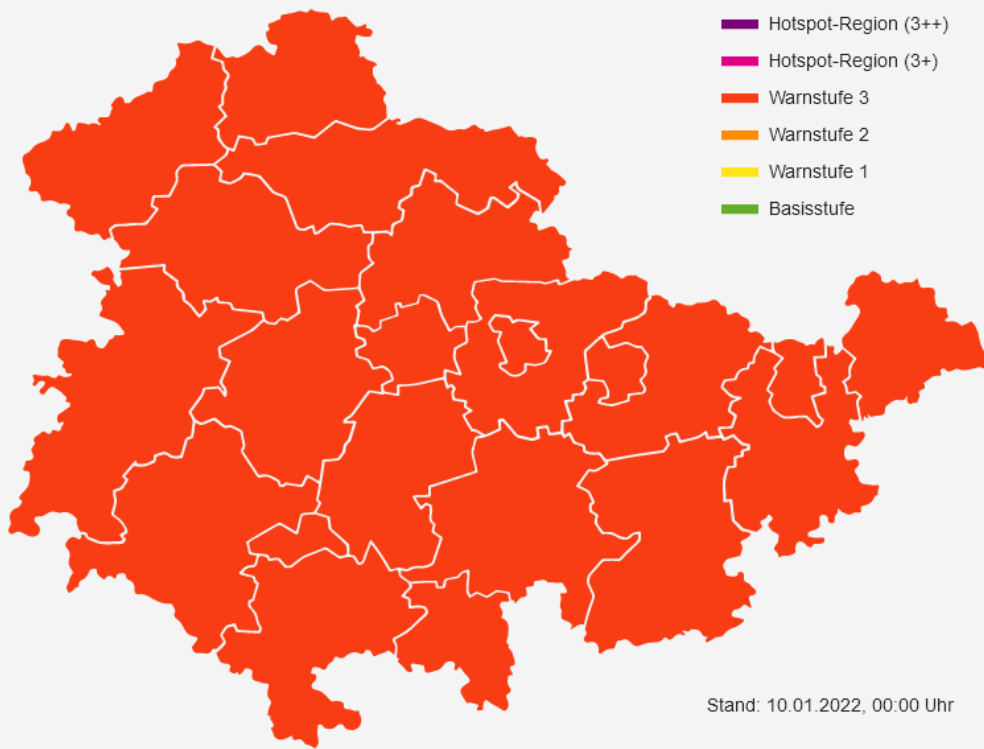 Hotspot-Region (3++)
Hotspot-Region (3+)
Warnstufe 3
Warnstufe 2
Warnstufe 1
Basisstufe
Stand: 10.01.2022, 00:00 Uhr